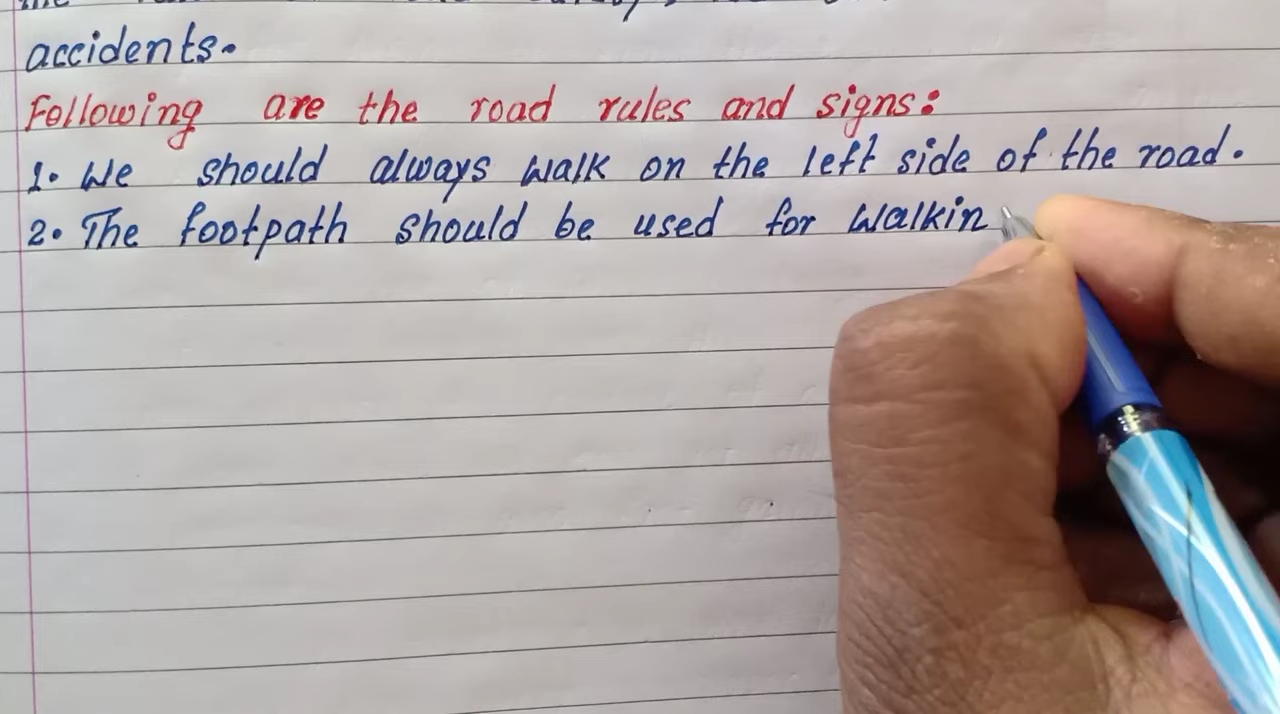 accidents.
Following are the road rules and signs:
1. We should always walk on the left side of the road.
2. The footpath should be used for walkin